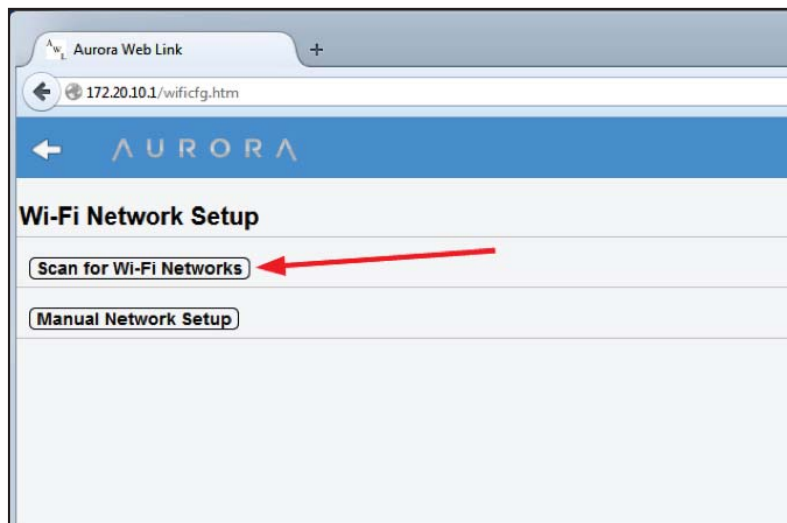 AWL Aurora Web Link
172.20.10.1/wificfg.htm
AURORA
Wi-Fi Network Setup
Scan for Wi-Fi Networks
Manual Network Setup